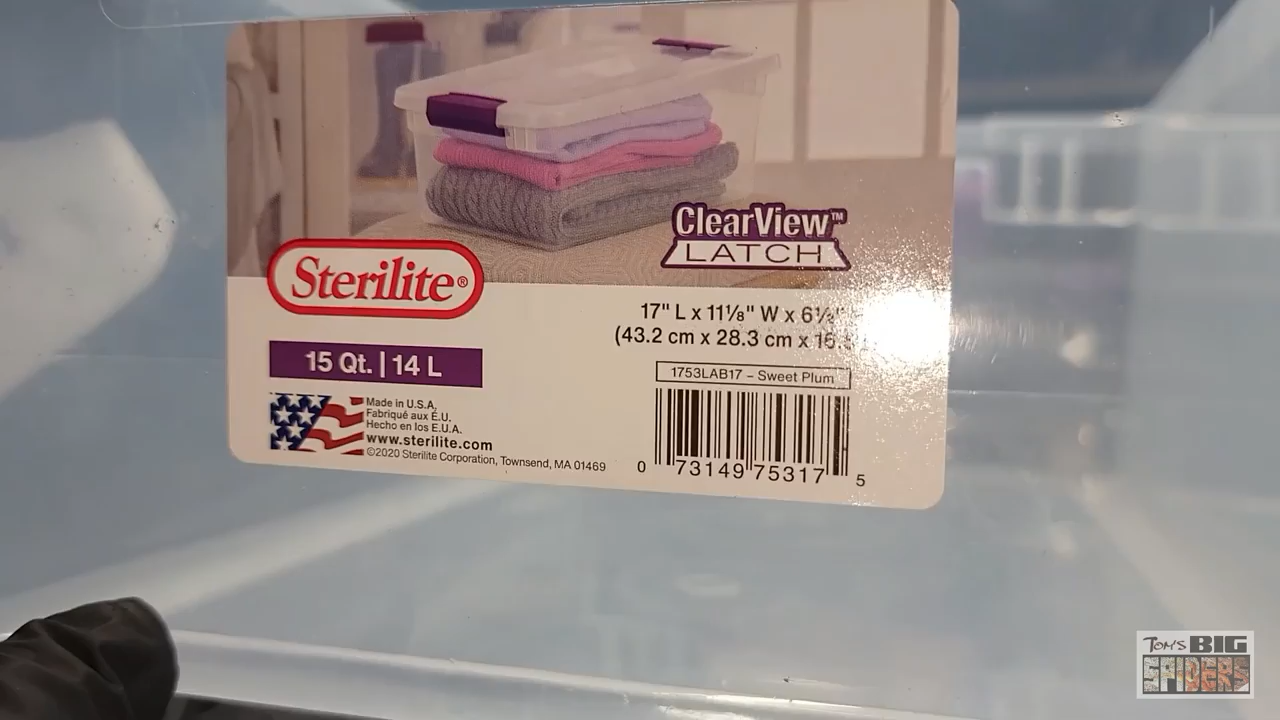 ClearView™
LATCH
Sterilite®
17" L x 11⅛" W x
(43.2 cm x 28.3 cm x
15 Qt. | 14 L
1753LAB17 – Sweet Plum
Made in U.S.A.
Fabriqué aux É.U.
Hecho en los E.U.A.
www.sterilite.com
©2020 Sterilite Corporation, Townsend, MA 01469
0 73149 75317 5
TOM'S BIG
SPIDERS